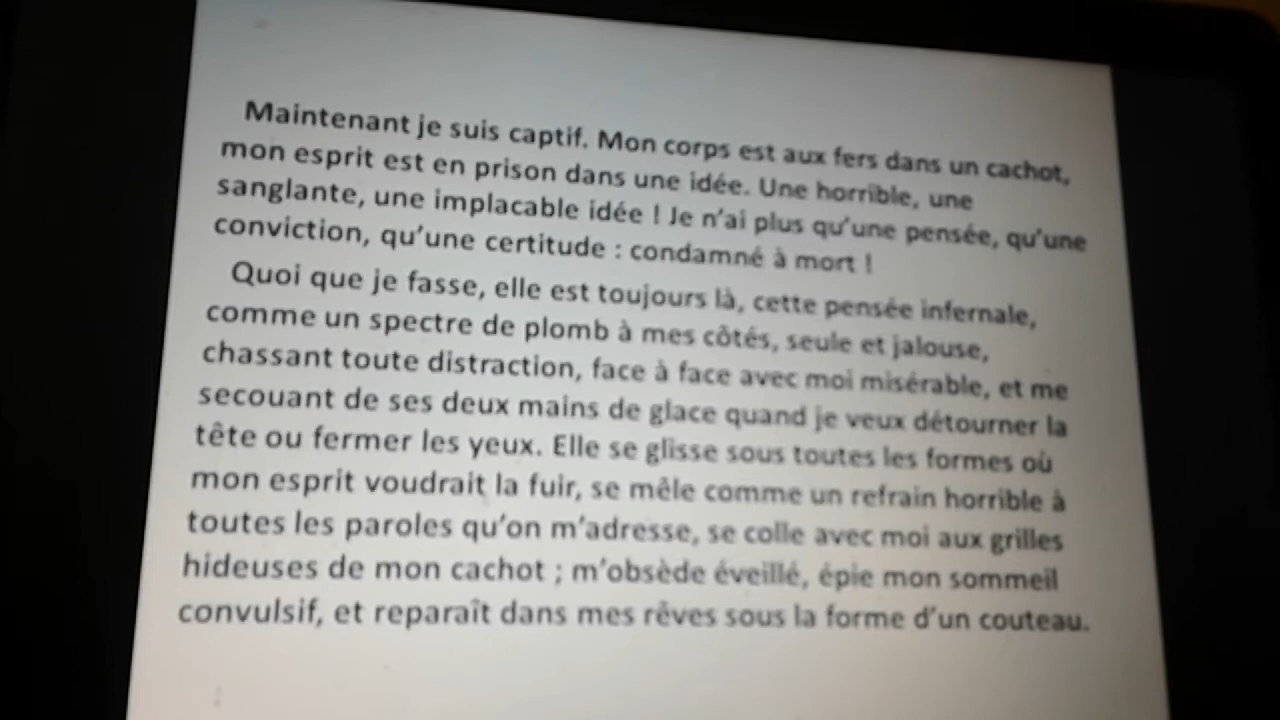 Maintenant je suis captif. Mon corps est aux fers dans un cachot,
mon esprit est en prison dans une idée. Une horrible, une
sanglante, une implacable idée ! Je n’ai plus qu’une pensée, qu’une
conviction, qu’une certitude : condamné à mort !
Quoi que je fasse, elle est toujours là, cette pensée infernale,
comme un spectre de plomb à mes côtés, seule et jalouse,
chassant toute distraction, face à face avec moi misérable, et me
secouant de ses deux mains de glace quand je veux détourner la
tête ou fermer les yeux. Elle se glisse sous toutes les formes où
mon esprit voudrait la fuir, se mêle comme un refrain horrible à
toutes les paroles qu’on m’adresse, se colle avec moi aux grilles
hideuses de mon cachot ; m’obsède éveillé, épie mon sommeil
convulsif, et reparaît dans mes rêves sous la forme d’un couteau.